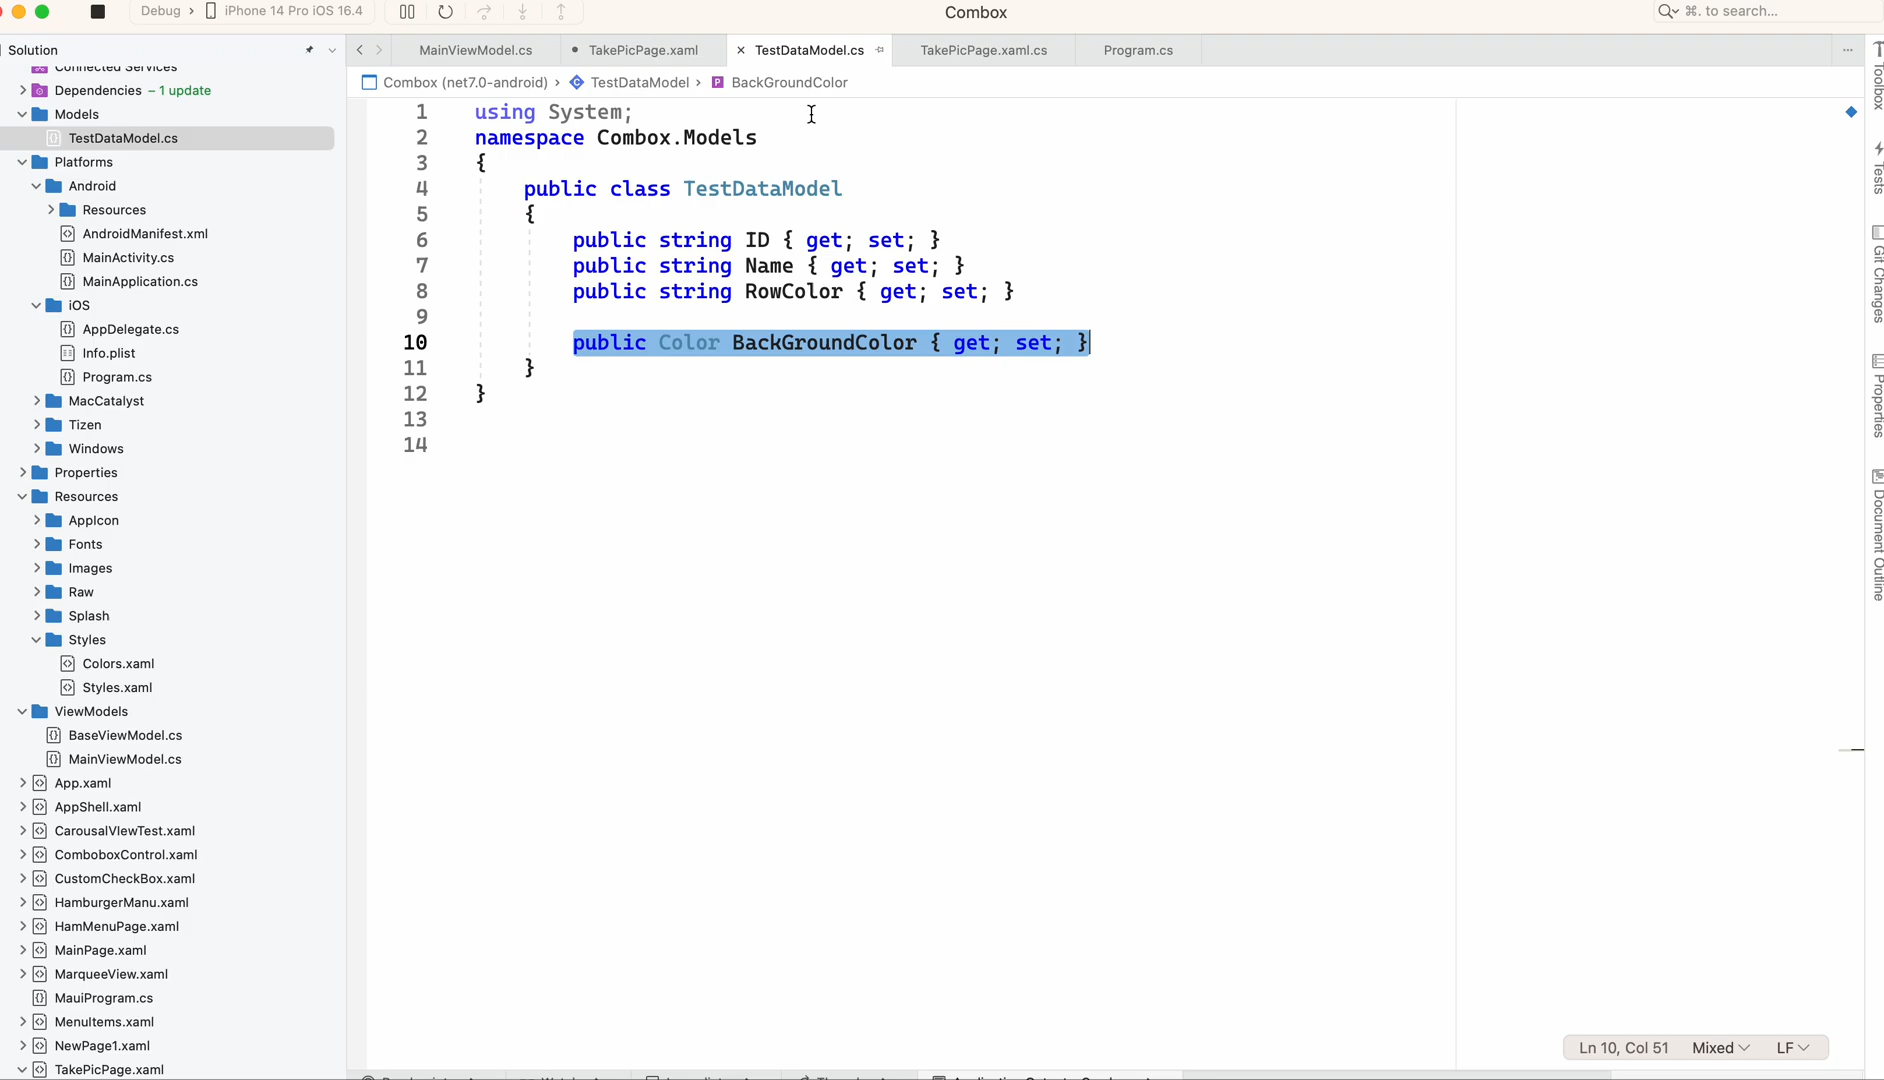 Debug > iPhone 14 Pro iOS 16.4
Combox
⌘. to search...
Solution
Connected Services
Dependencies – 1 update
Models
TestDataModel.cs
Platforms
Android
Resources
AndroidManifest.xml
MainActivity.cs
MainApplication.cs
iOS
AppDelegate.cs
Info.plist
Program.cs
MacCatalyst
Tizen
Windows
Properties
Resources
AppIcon
Fonts
Images
Raw
Splash
Styles
Colors.xaml
Styles.xaml
ViewModels
BaseViewModel.cs
MainViewModel.cs
App.xaml
AppShell.xaml
CarousalVIewTest.xaml
ComboboxControl.xaml
CustomCheckBox.xaml
HamburgerManu.xaml
HamMenuPage.xaml
MainPage.xaml
MarqueeView.xaml
MauiProgram.cs
MenuItems.xaml
NewPage1.xaml
TakePicPage.xaml
MainViewModel.cs
TakePicPage.xaml
TestDataModel.cs
TakePicPage.xaml.cs
Program.cs
Combox (net7.0-android) > TestDataModel > BackGroundColor
1 using System;
2 namespace Combox.Models
3 {
4 public class TestDataModel
5 {
6 public string ID { get; set; }
7 public string Name { get; set; }
8 public string RowColor { get; set; }
9
10 public Color BackGroundColor { get; set; }
11 }
12 }
13
14
Toolbox
Tests
Git Changes
Properties
Document Outline
Ln 10, Col 51 Mixed LF